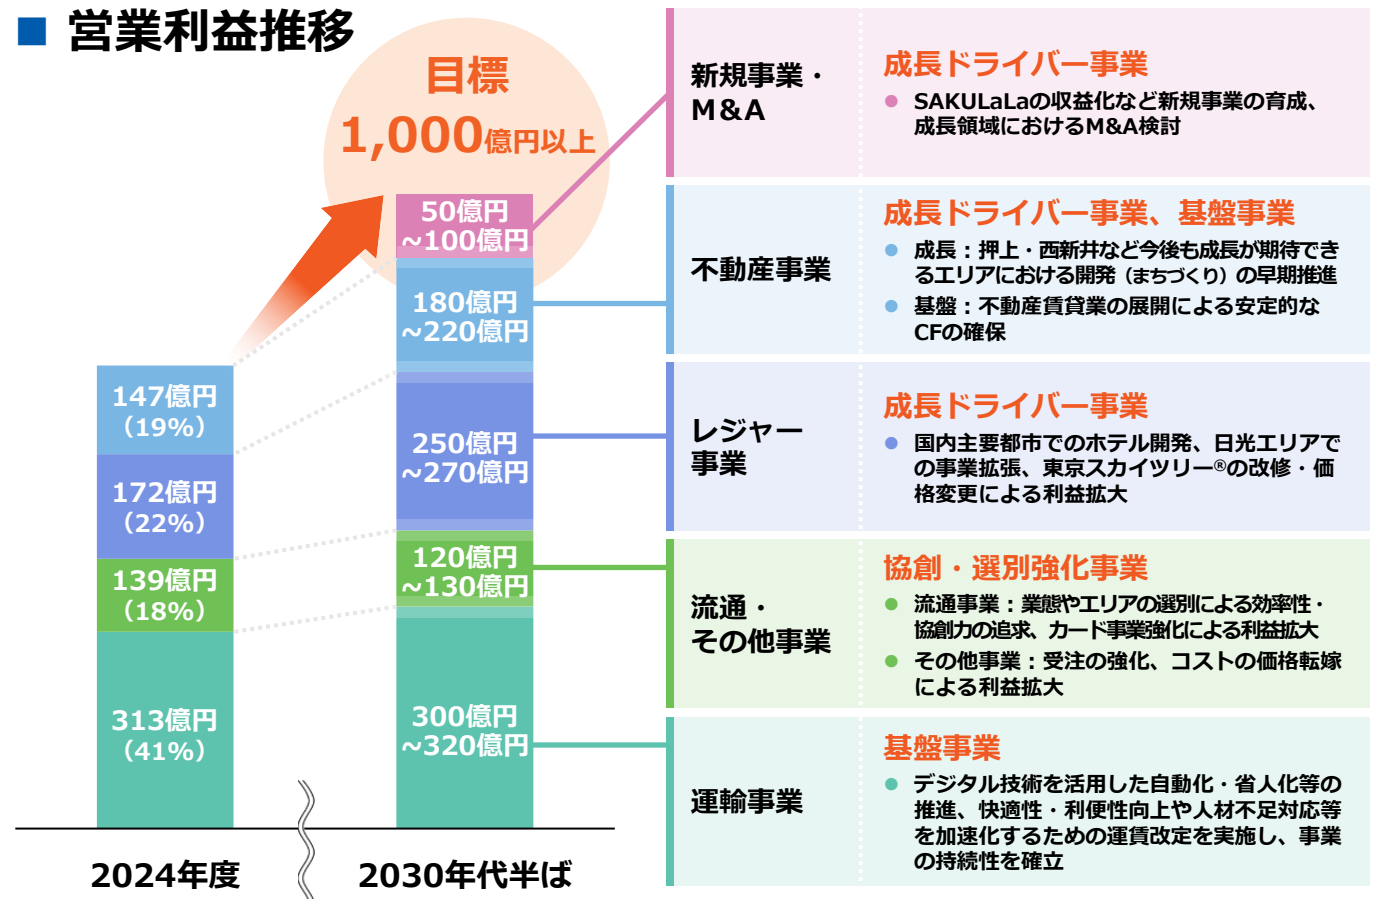 ■ 営業利益推移
目標
1,000億円以上
50億円
~100億円
180億円
~220億円
250億円
~270億円
120億円
~130億円
300億円
~320億円
147億円
（19%）
172億円
（22%）
139億円
（18%）
313億円
（41%）
2024年度
2030年代半ば
新規事業・
M&A
成長ドライバー事業
● SAKULaLaの収益化など新規事業の育成、
成長領域におけるM&A検討
不動産事業
成長ドライバー事業、基盤事業
● 成長：押上・西新井など今後も成長が期待でき
るエリアにおける開発（まちづくり）の早期推進
● 基盤：不動産賃貸業の展開による安定的な
CFの確保
レジャー
事業
成長ドライバー事業
● 国内主要都市でのホテル開発、日光エリアで
の事業拡張、東京スカイツリー®の改修・価
格変更による利益拡大
流通・
その他事業
協創・選別強化事業
● 流通事業：業態やエリアの選別による効率性・
協創力の追求、カード事業強化による利益拡大
● その他事業：受注の強化、コストの価格転嫁
による利益拡大
運輸事業
基盤事業
● デジタル技術を活用した自動化・省人化等の
推進、快適性・利便性向上や人材不足対応等
を加速化するための運賃改定を実施し、事業
の持続性を確立